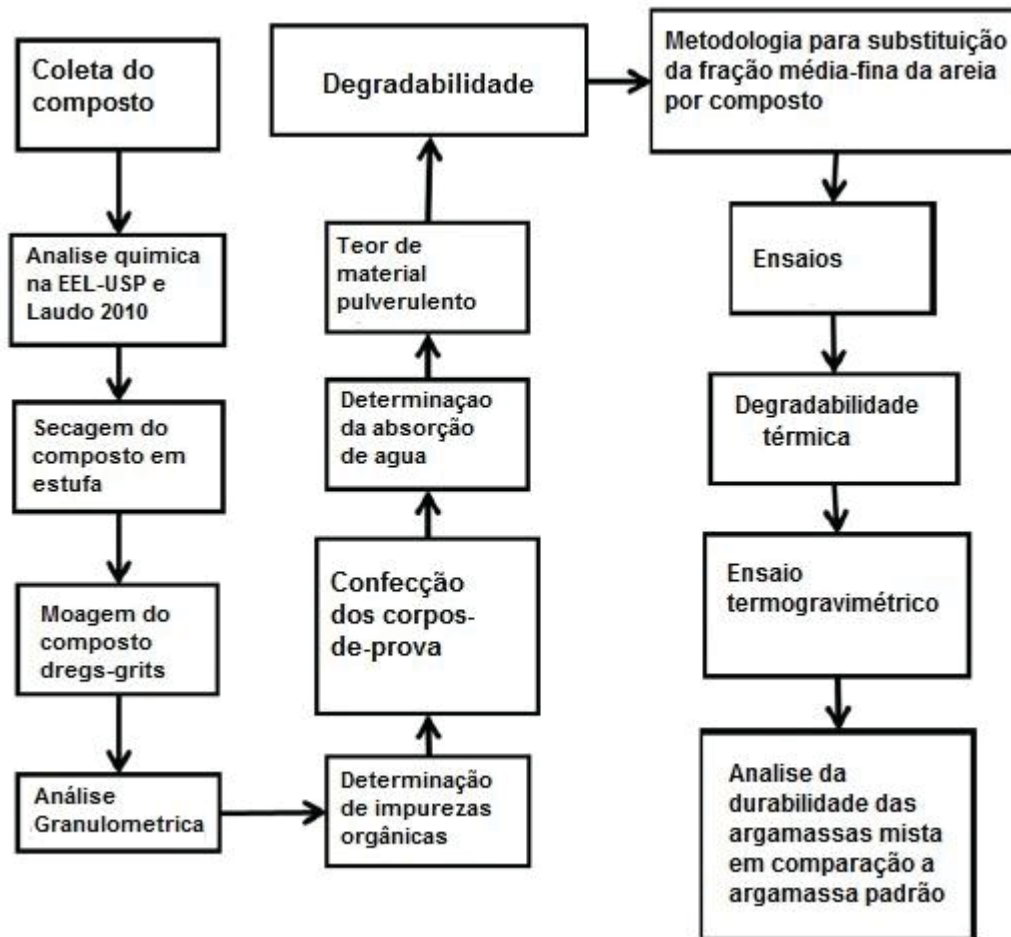 Coleta do
composto
Analise quimica
na EEL-USP e
Laudo 2010
Secagem do
composto em
estufa
Moagem do
composto
dregs-grits
Análise
Granulometrica
Determinação
de impurezas
orgânicas
Confecção
dos corpos-
de-prova
Determinaçao
da absorção
de agua
Teor de
material
pulverulento
Degradabilidade
Metodologia para substituição
da fração média-fina da areia
por composto
Ensaios
Degradabilidade
térmica
Ensaio
termogravimétrico
Analise da
durabilidade das
argamassas mista
em comparação a
argamassa padrão